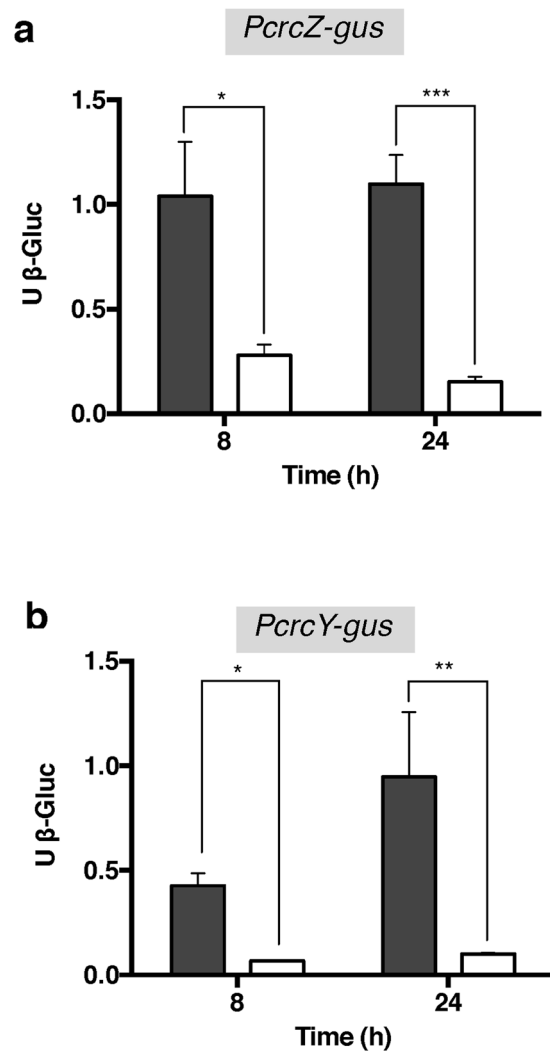 a
PcrcZ-gus
* ***
1.5
1.0
0.5
0.0
U β-Gluc
8 24
Time (h)
b
PcrcY-gus
* **
1.5
1.0
0.5
0.0
U β-Gluc
8 24
Time (h)